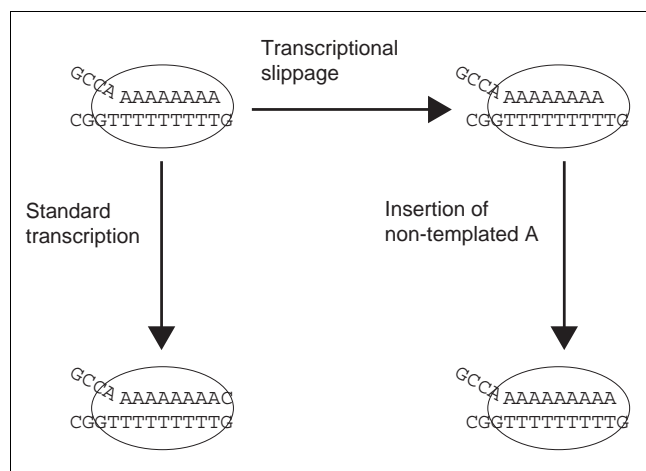 Transcriptional
slippage
GCCA AAAAAAAA
CGGTTTTTTTTTG
GCCA AAAAAAAA
CGGTTTTTTTTTG
Standard
transcription
Insertion of
non-templated A
GCCA AAAAAAAAC
CGGTTTTTTTTTG
GCCA AAAAAAAAA
CGGTTTTTTTTTG